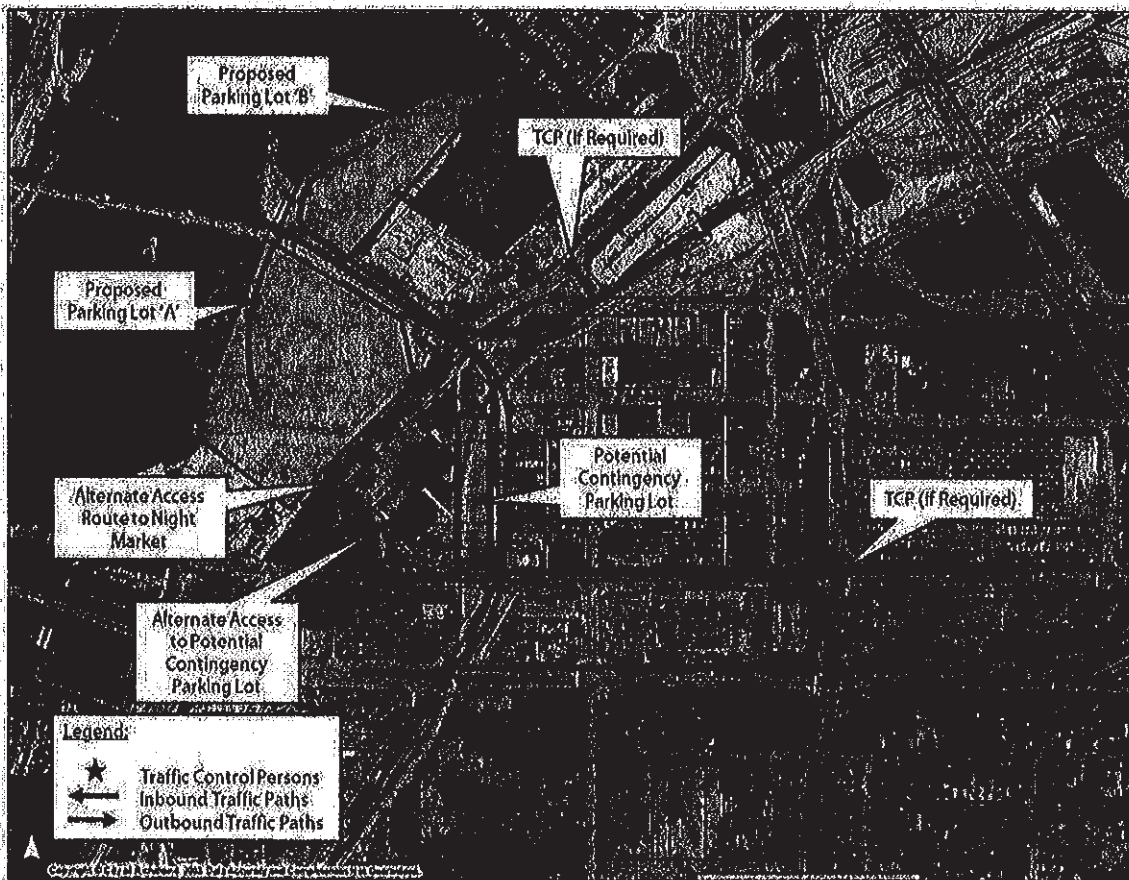 Proposed
Parking Lot 'B'
TCP (If Required)
Proposed
Parking Lot 'A'
Potential
Contingency
Parking Lot
Alternate Access
Route to Night
Market
TCP (If Required)
Alternate Access
to Potential
Contingency
Parking Lot
Legend:
Traffic Control Persons
Inbound Traffic Paths
Outbound Traffic Paths